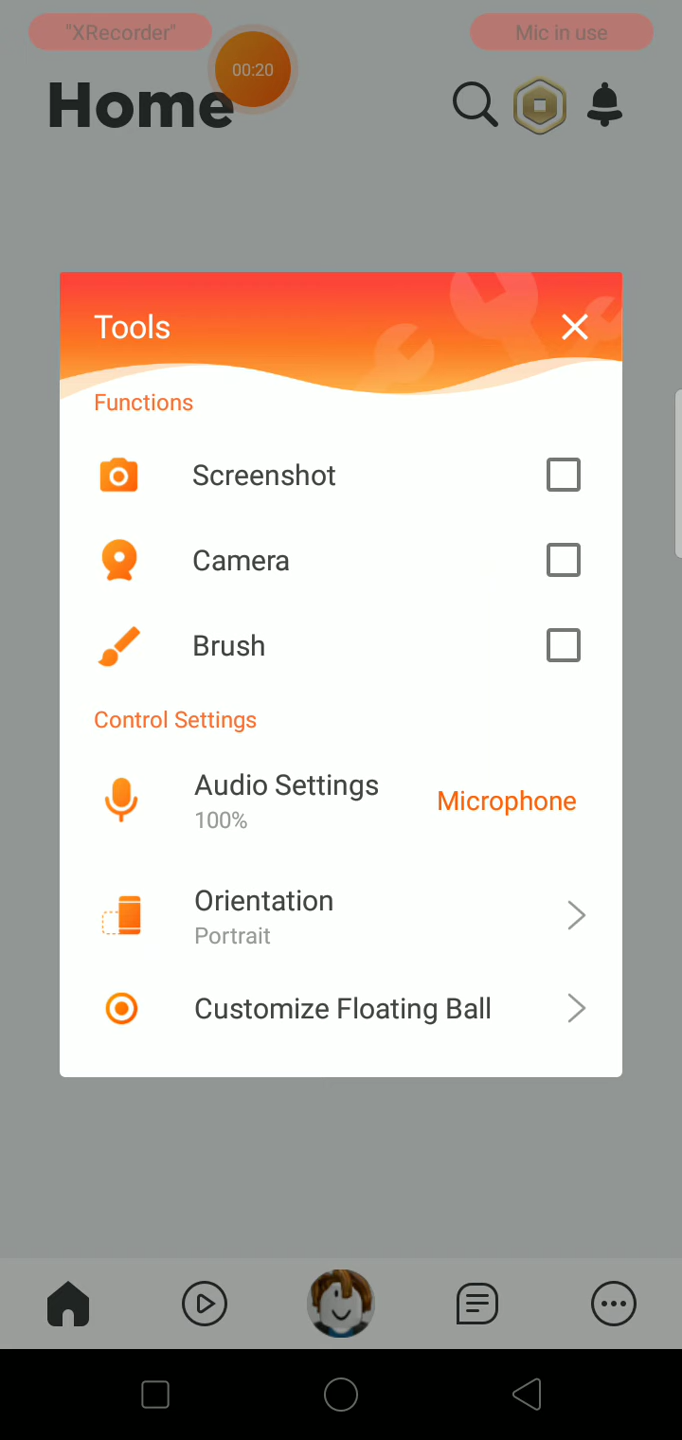 "XRecorder"
Mic in use
00:20
Home
Tools
Functions
Screenshot
Camera
Brush
Control Settings
Audio Settings
100%
Microphone
Orientation
Portrait
Customize Floating Ball